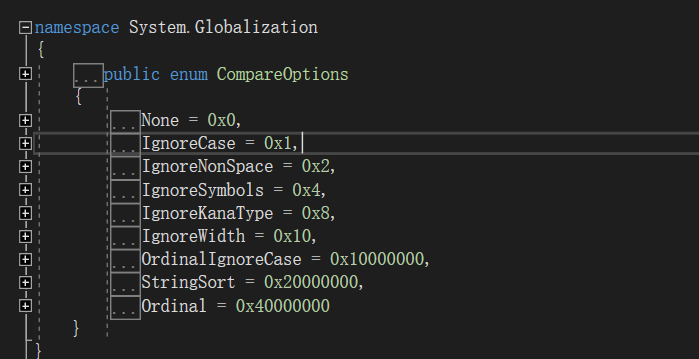 namespace System.Globalization
{
...public enum CompareOptions
{
...None = 0x0,
...IgnoreCase = 0x1,
...IgnoreNonSpace = 0x2,
...IgnoreSymbols = 0x4,
...IgnoreKanaType = 0x8,
...IgnoreWidth = 0x10,
...OrdinalIgnoreCase = 0x10000000,
...StringSort = 0x20000000,
...Ordinal = 0x40000000
}
}